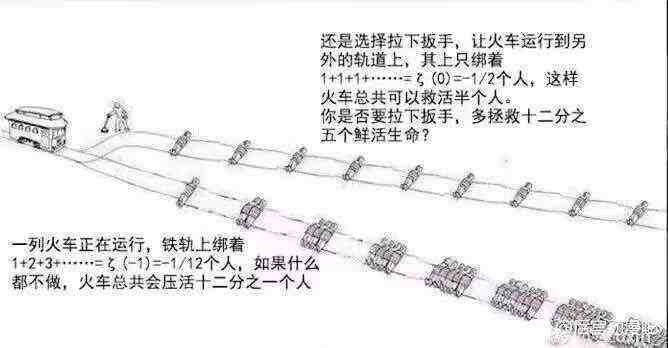 还是选择拉下扳手，让火车运行到另
外的轨道上，其上只绑着
1+1+1+……=ζ(0)=-1/2个人，这样
火车总共可以救活半个人。
你是否要拉下扳手，多拯救十二分之
五个鲜活生命？
一列火车正在运行，铁轨上绑着
1+2+3+……=ζ(-1)=-1/12个人，如果什么
都不做，火车总共会压活十二分之一个人